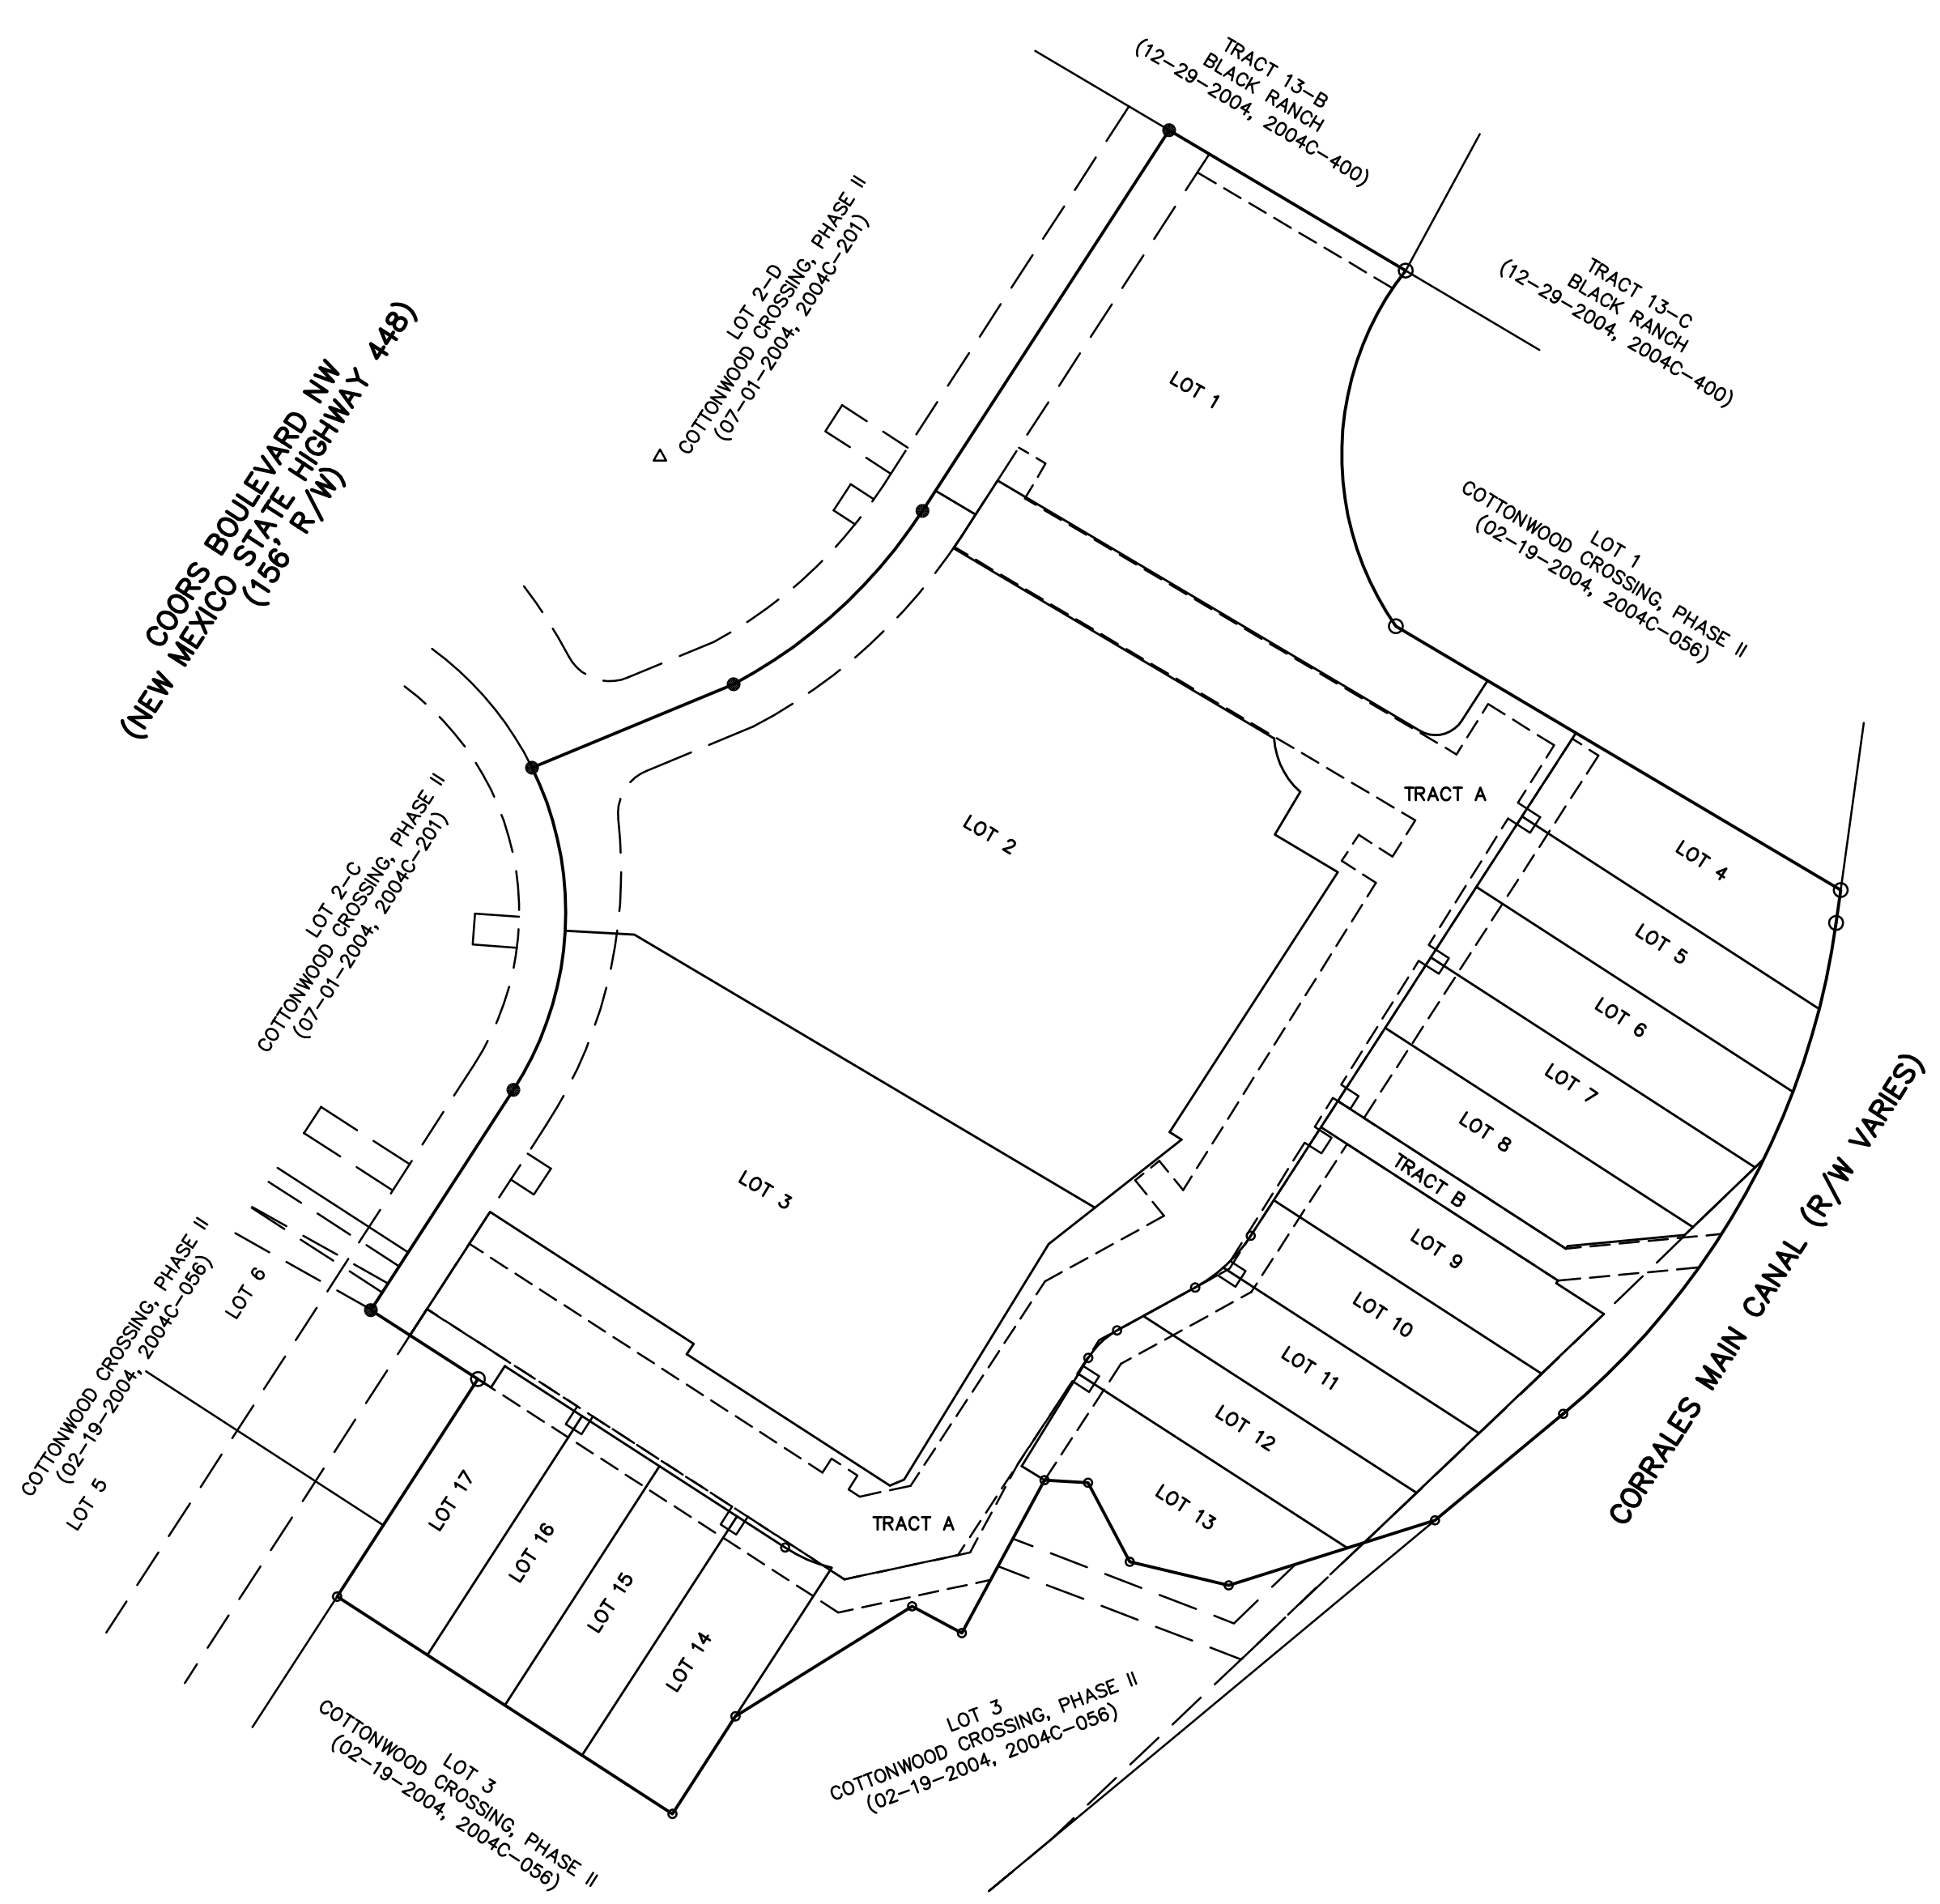 TRACT 13-B
BLACK RANCH
(12-29-2004, 2004C-400)
TRACT 13-C
BLACK RANCH
(12-29-2004, 2004C-400)
LOT 2-D
COTTONWOOD CROSSING, PHASE II
(07-01-2004, 2004C-201)
COORS BOULEVARD NW
(NEW MEXICO STATE HIGHWAY 448)
(156' R/W)
LOT 1
LOT 1
COTTONWOOD CROSSING, PHASE II
(02-19-2004, 2004C-056)
TRACT A
LOT 2
LOT 4
LOT 5
LOT 6
LOT 7
LOT 8
TRACT B
LOT 9
LOT 10
LOT 11
LOT 12
LOT 13
LOT 2-C
COTTONWOOD CROSSING, PHASE II
(07-01-2004, 2004C-201)
LOT 3
CORRALES MAIN CANAL (R/W VARIES)
LOT 6
COTTONWOOD CROSSING, PHASE II
(02-19-2004, 2004C-056)
LOT 5
LOT 17
LOT 16
LOT 15
LOT 14
TRACT A
LOT 3
COTTONWOOD CROSSING, PHASE II
(02-19-2004, 2004C-056)
LOT 3
COTTONWOOD CROSSING, PHASE II
(02-19-2004, 2004C-056)